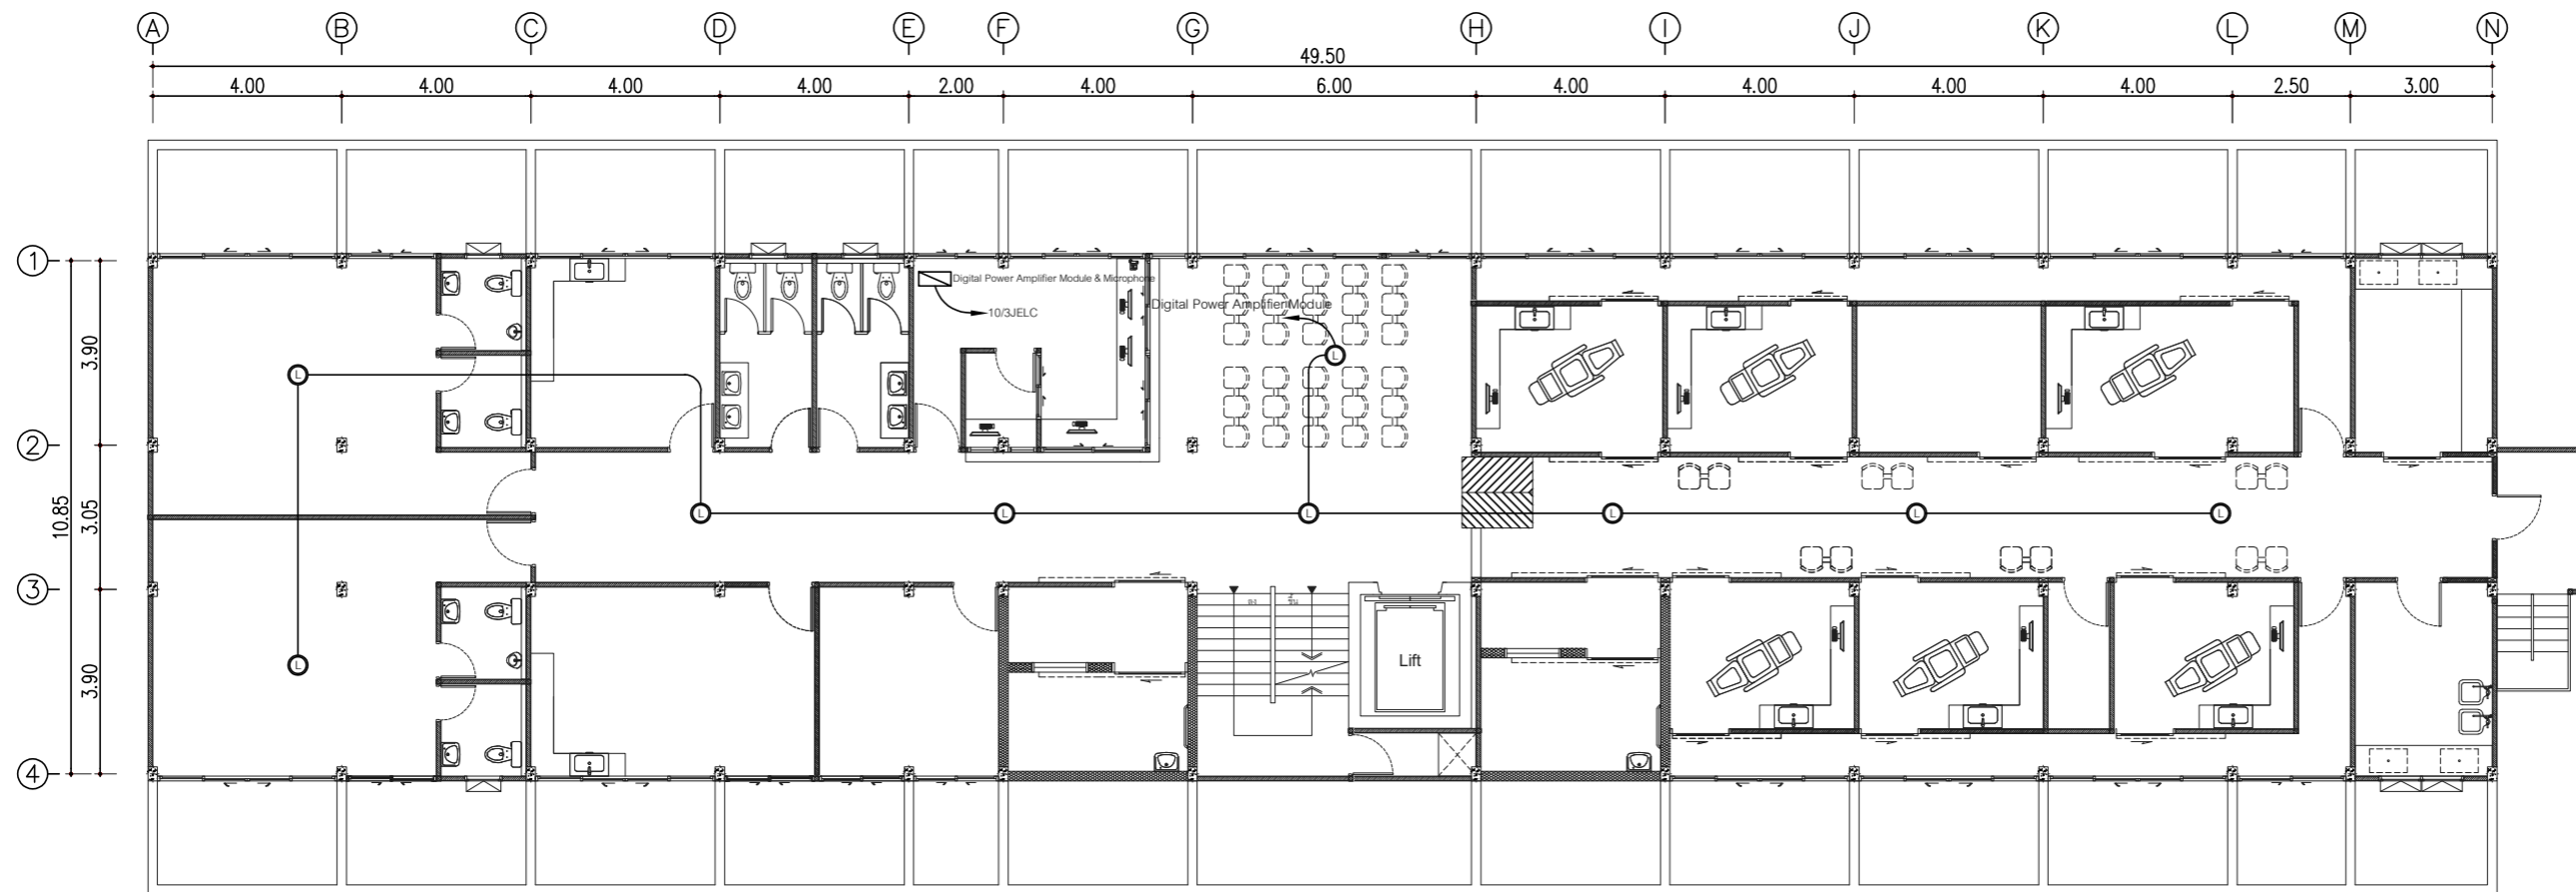 A B C D E F G H I J K L M N
49.50
4.00 4.00 4.00 4.00 2.00 4.00 6.00 4.00 4.00 4.00 4.00 2.50 3.00
1
2
3
4
3.90
3.05
3.90
10.85
Digital Power Amplifier Module & Microphone
10/3JELC
Digital Power Amplifier Module
L
L
L
L L L L L L
L
Lift